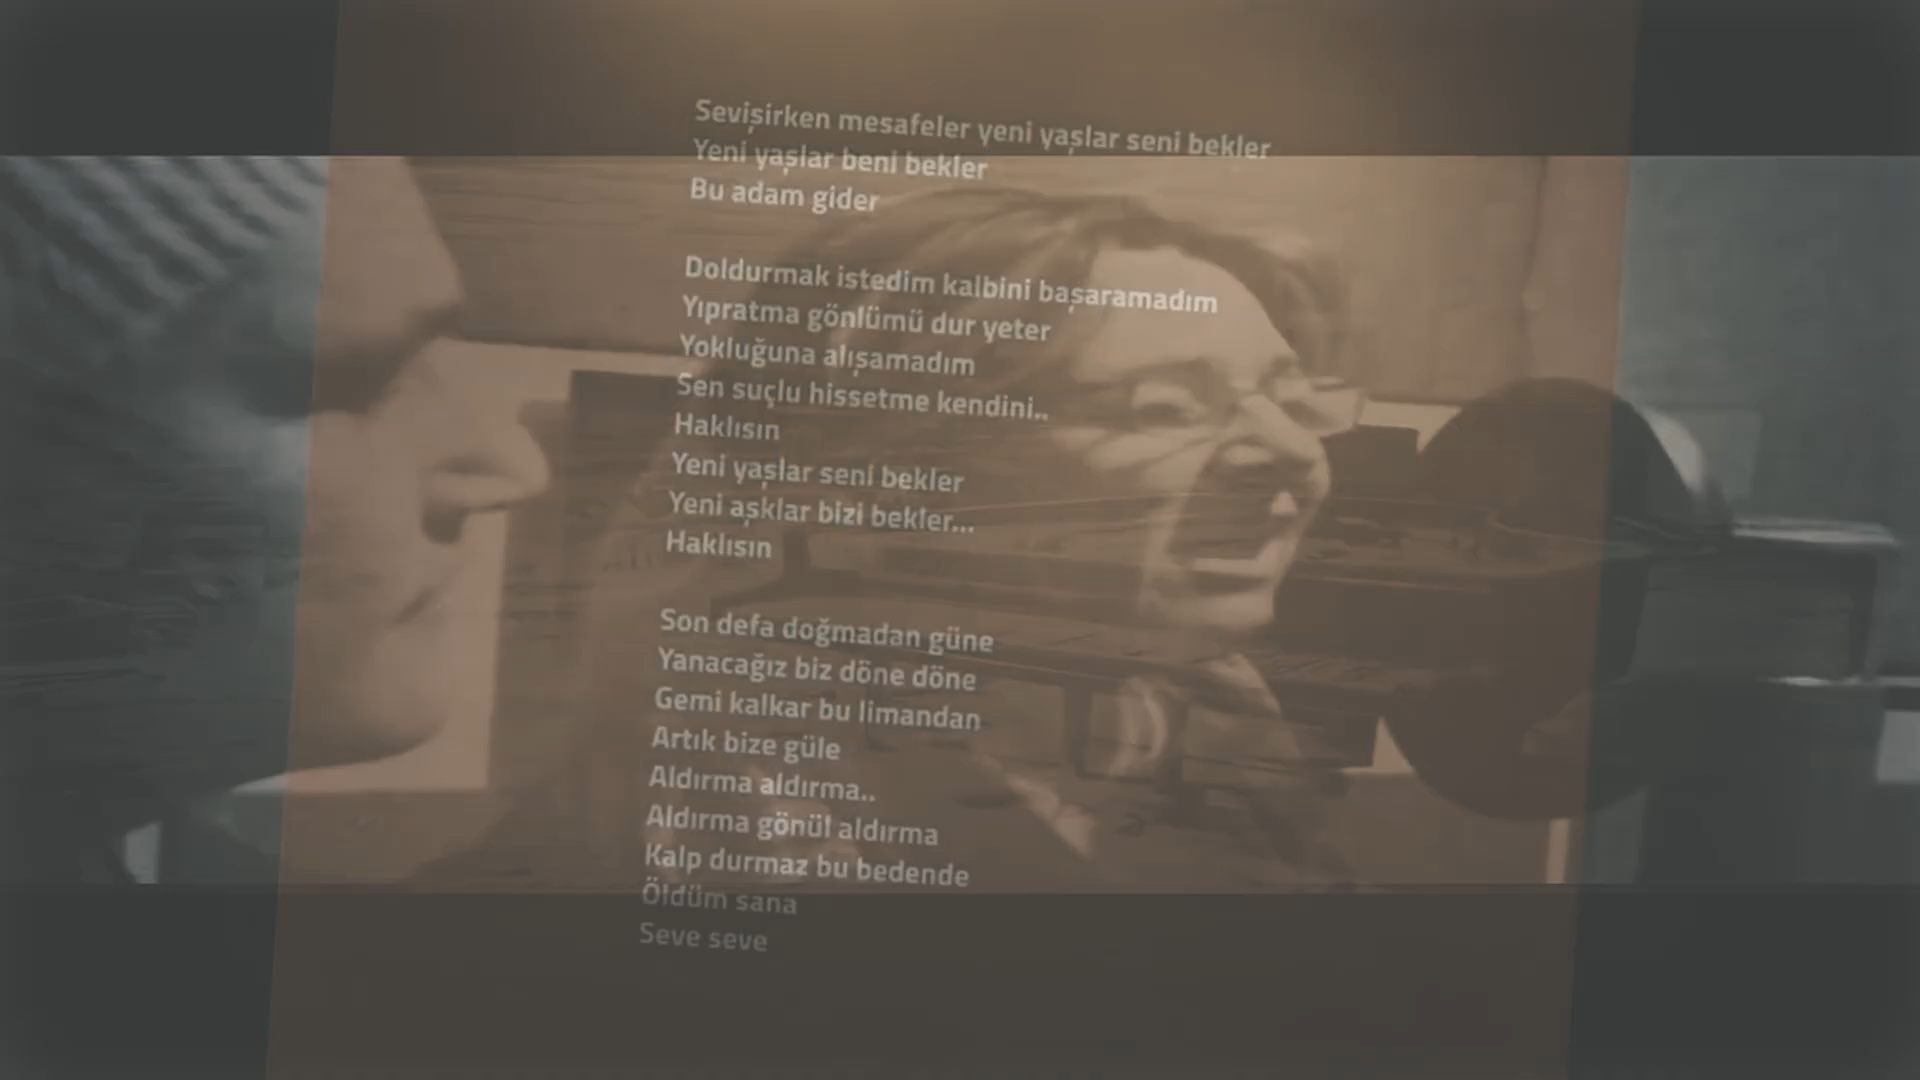 Sevişirken mesafeler yeni yaşlar seni bekler
Yeni yaşlar beni bekler
Bu adam gider
Doldurmak istedim kalbini başaramadım
Yıpratma gönlümü dur yeter
Yokluğuna alışamadım
Sen suçlu hissetme kendini..
Haklısın
Yeni yaşlar seni bekler
Yeni aşklar bizi bekler...
Haklısın
Son defa doğmadan güne
Yanacağız biz döne döne
Gemi kalkar bu limandan
Artık bize güle
Aldırma aldırma..
Aldırma gönül aldırma
Kalp durmaz bu bedende
Öldüm sana
Seve seve